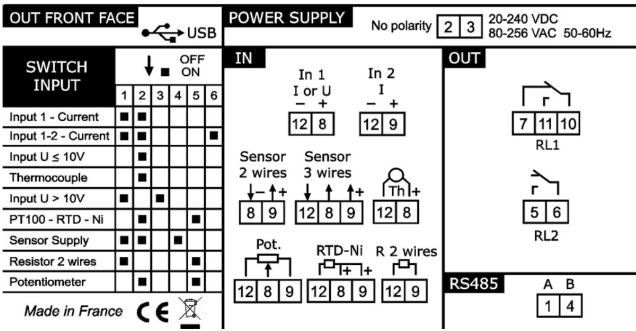 OUT FRONT FACE
USB
POWER SUPPLY
No polarity 2 3 20-240 VDC
80-256 VAC 50-60Hz
SWITCH
INPUT
OFF
ON
1 2 3 4 5 6
Input 1 - Current
Input 1-2 - Current
Input U ≤ 10V
Thermocouple
Input U > 10V
PT100 - RTD - Ni
Sensor Supply
Resistor 2 wires
Potentiometer
Made in France CE
IN
In 1 In 2
I or U I
− + − +
12 8 12 9
Sensor Sensor
2 wires 3 wires
− + + Th +
8 9 12 8 9 12 8
Pot. RTD-Ni R 2 wires
+ +
12 8 9 12 8 9 12 9
OUT
7 11 10
RL1
5 6
RL2
RS485 A B
1 4